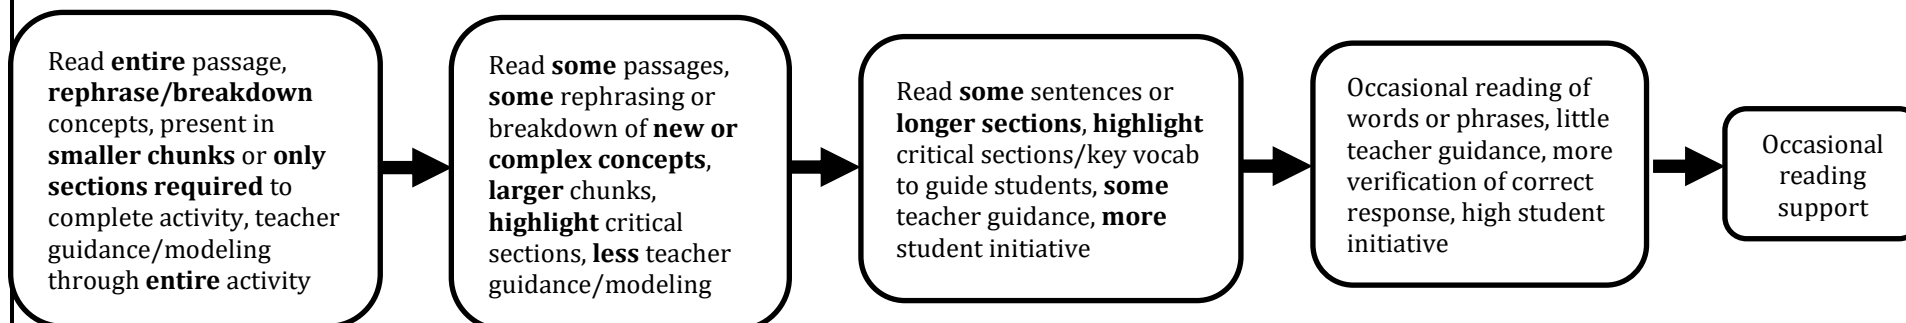 Read entire passage,
rephrase/breakdown
concepts, present in
smaller chunks or only
sections required to
complete activity, teacher
guidance/modeling
through entire activity
Read some passages,
some rephrasing or
breakdown of new or
complex concepts,
larger chunks,
highlight critical
sections, less teacher
guidance/modeling
Read some sentences or
longer sections, highlight
critical sections/key vocab
to guide students, some
teacher guidance, more
student initiative
Occasional reading of
words or phrases, little
teacher guidance, more
verification of correct
response, high student
initiative
Occasional
reading
support